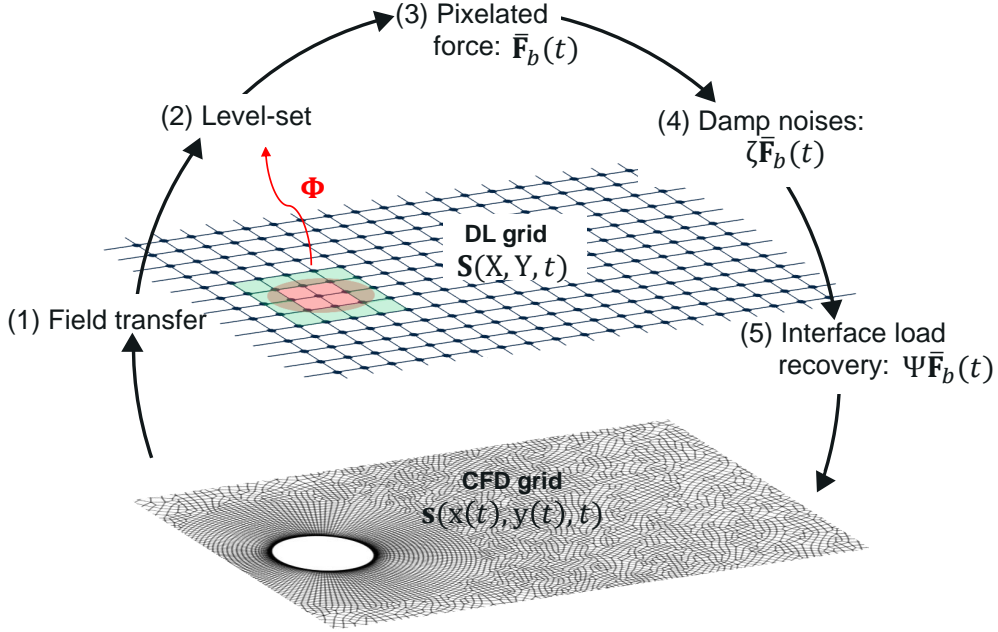 (3) Pixelated
force: F̄_b(t)
(2) Level-set
(4) Damp noises:
ζF̄_b(t)
Φ
DL grid
S(X, Y, t)
(1) Field transfer
(5) Interface load
recovery: ΨF̄_b(t)
CFD grid
s(x(t), y(t), t)